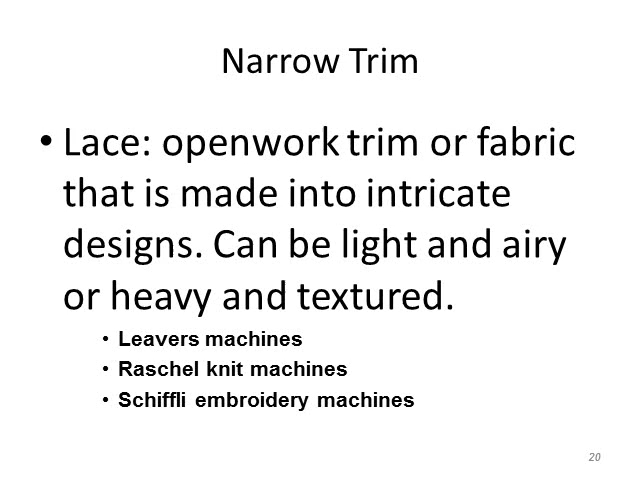 Narrow Trim
• Lace: openwork trim or fabric
that is made into intricate
designs. Can be light and airy
or heavy and textured.
• Leavers machines
• Raschel knit machines
• Schiffli embroidery machines
20